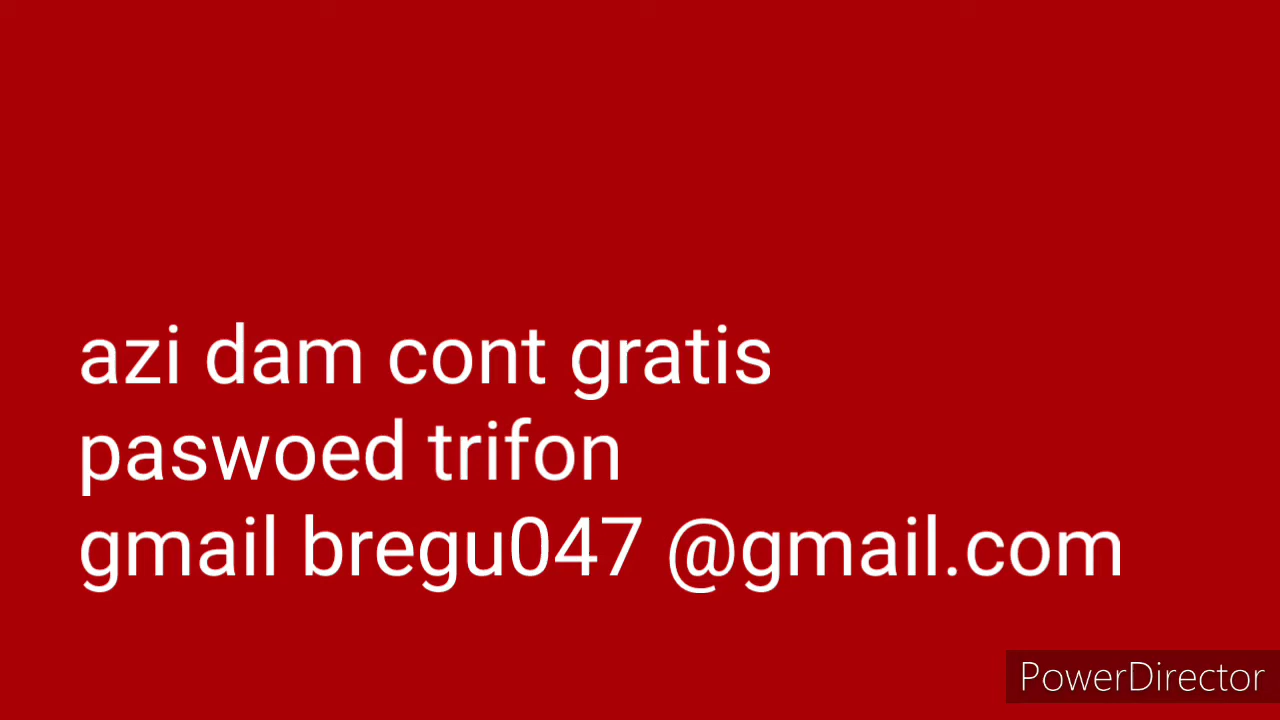 azi dam cont gratis
paswoed trifon
gmail bregu047 @gmail.com
PowerDirector